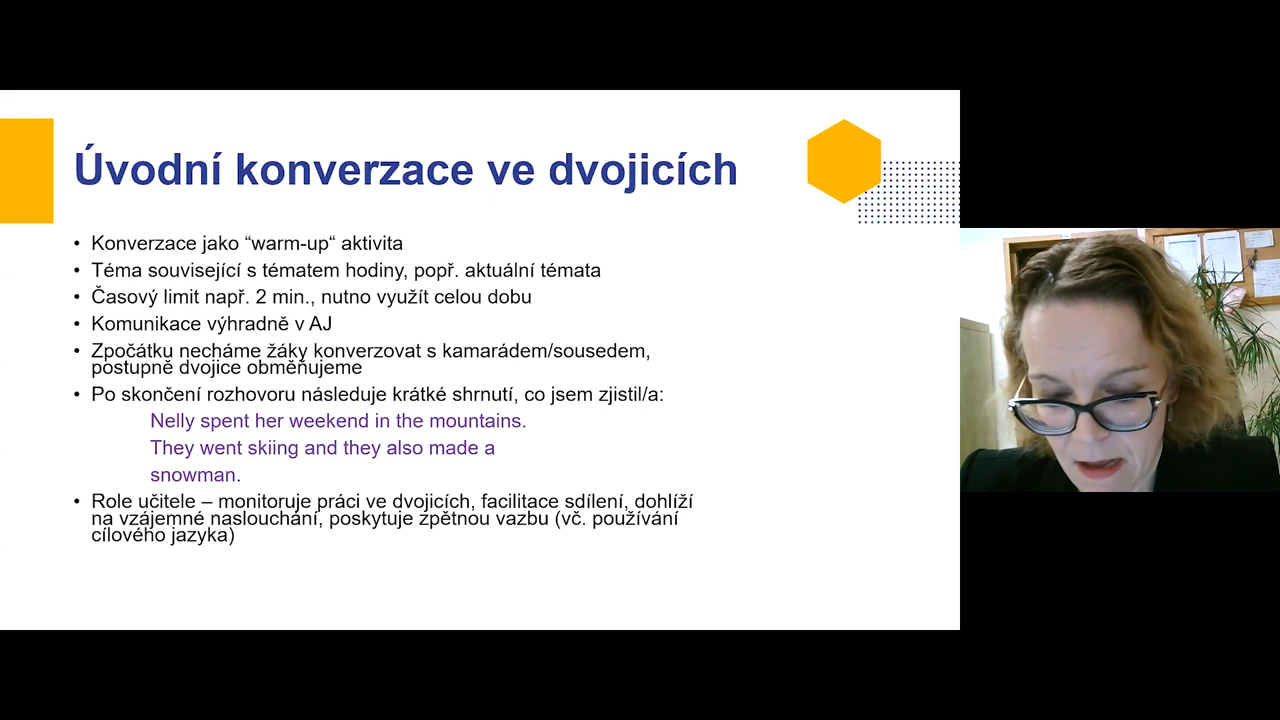 Úvodní konverzace ve dvojicích
• Konverzace jako “warm-up“ aktivita
• Téma související s tématem hodiny, popř. aktuální témata
• Časový limit např. 2 min., nutno využít celou dobu
• Komunikace výhradně v AJ
• Zpočátku necháme žáky konverzovat s kamarádem/sousedem,
postupně dvojice obměňujeme
• Po skončení rozhovoru následuje krátké shrnutí, co jsem zjistil/a:
Nelly spent her weekend in the mountains.
They went skiing and they also made a
snowman.
• Role učitele – monitoruje práci ve dvojicích, facilitace sdílení, dohlíží
na vzájemné naslouchání, poskytuje zpětnou vazbu (vč. používání
cílového jazyka)